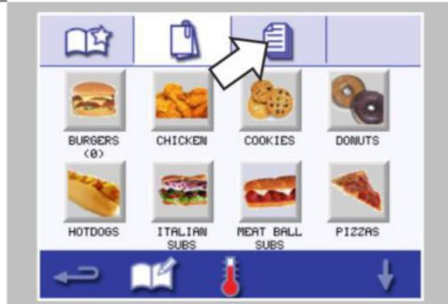 BURGERS
(0)
CHICKEN
COOKIES
DONUTS
HOTDOGS
ITALIAN
SUBS
MEAT BALL
SUBS
PIZZAS